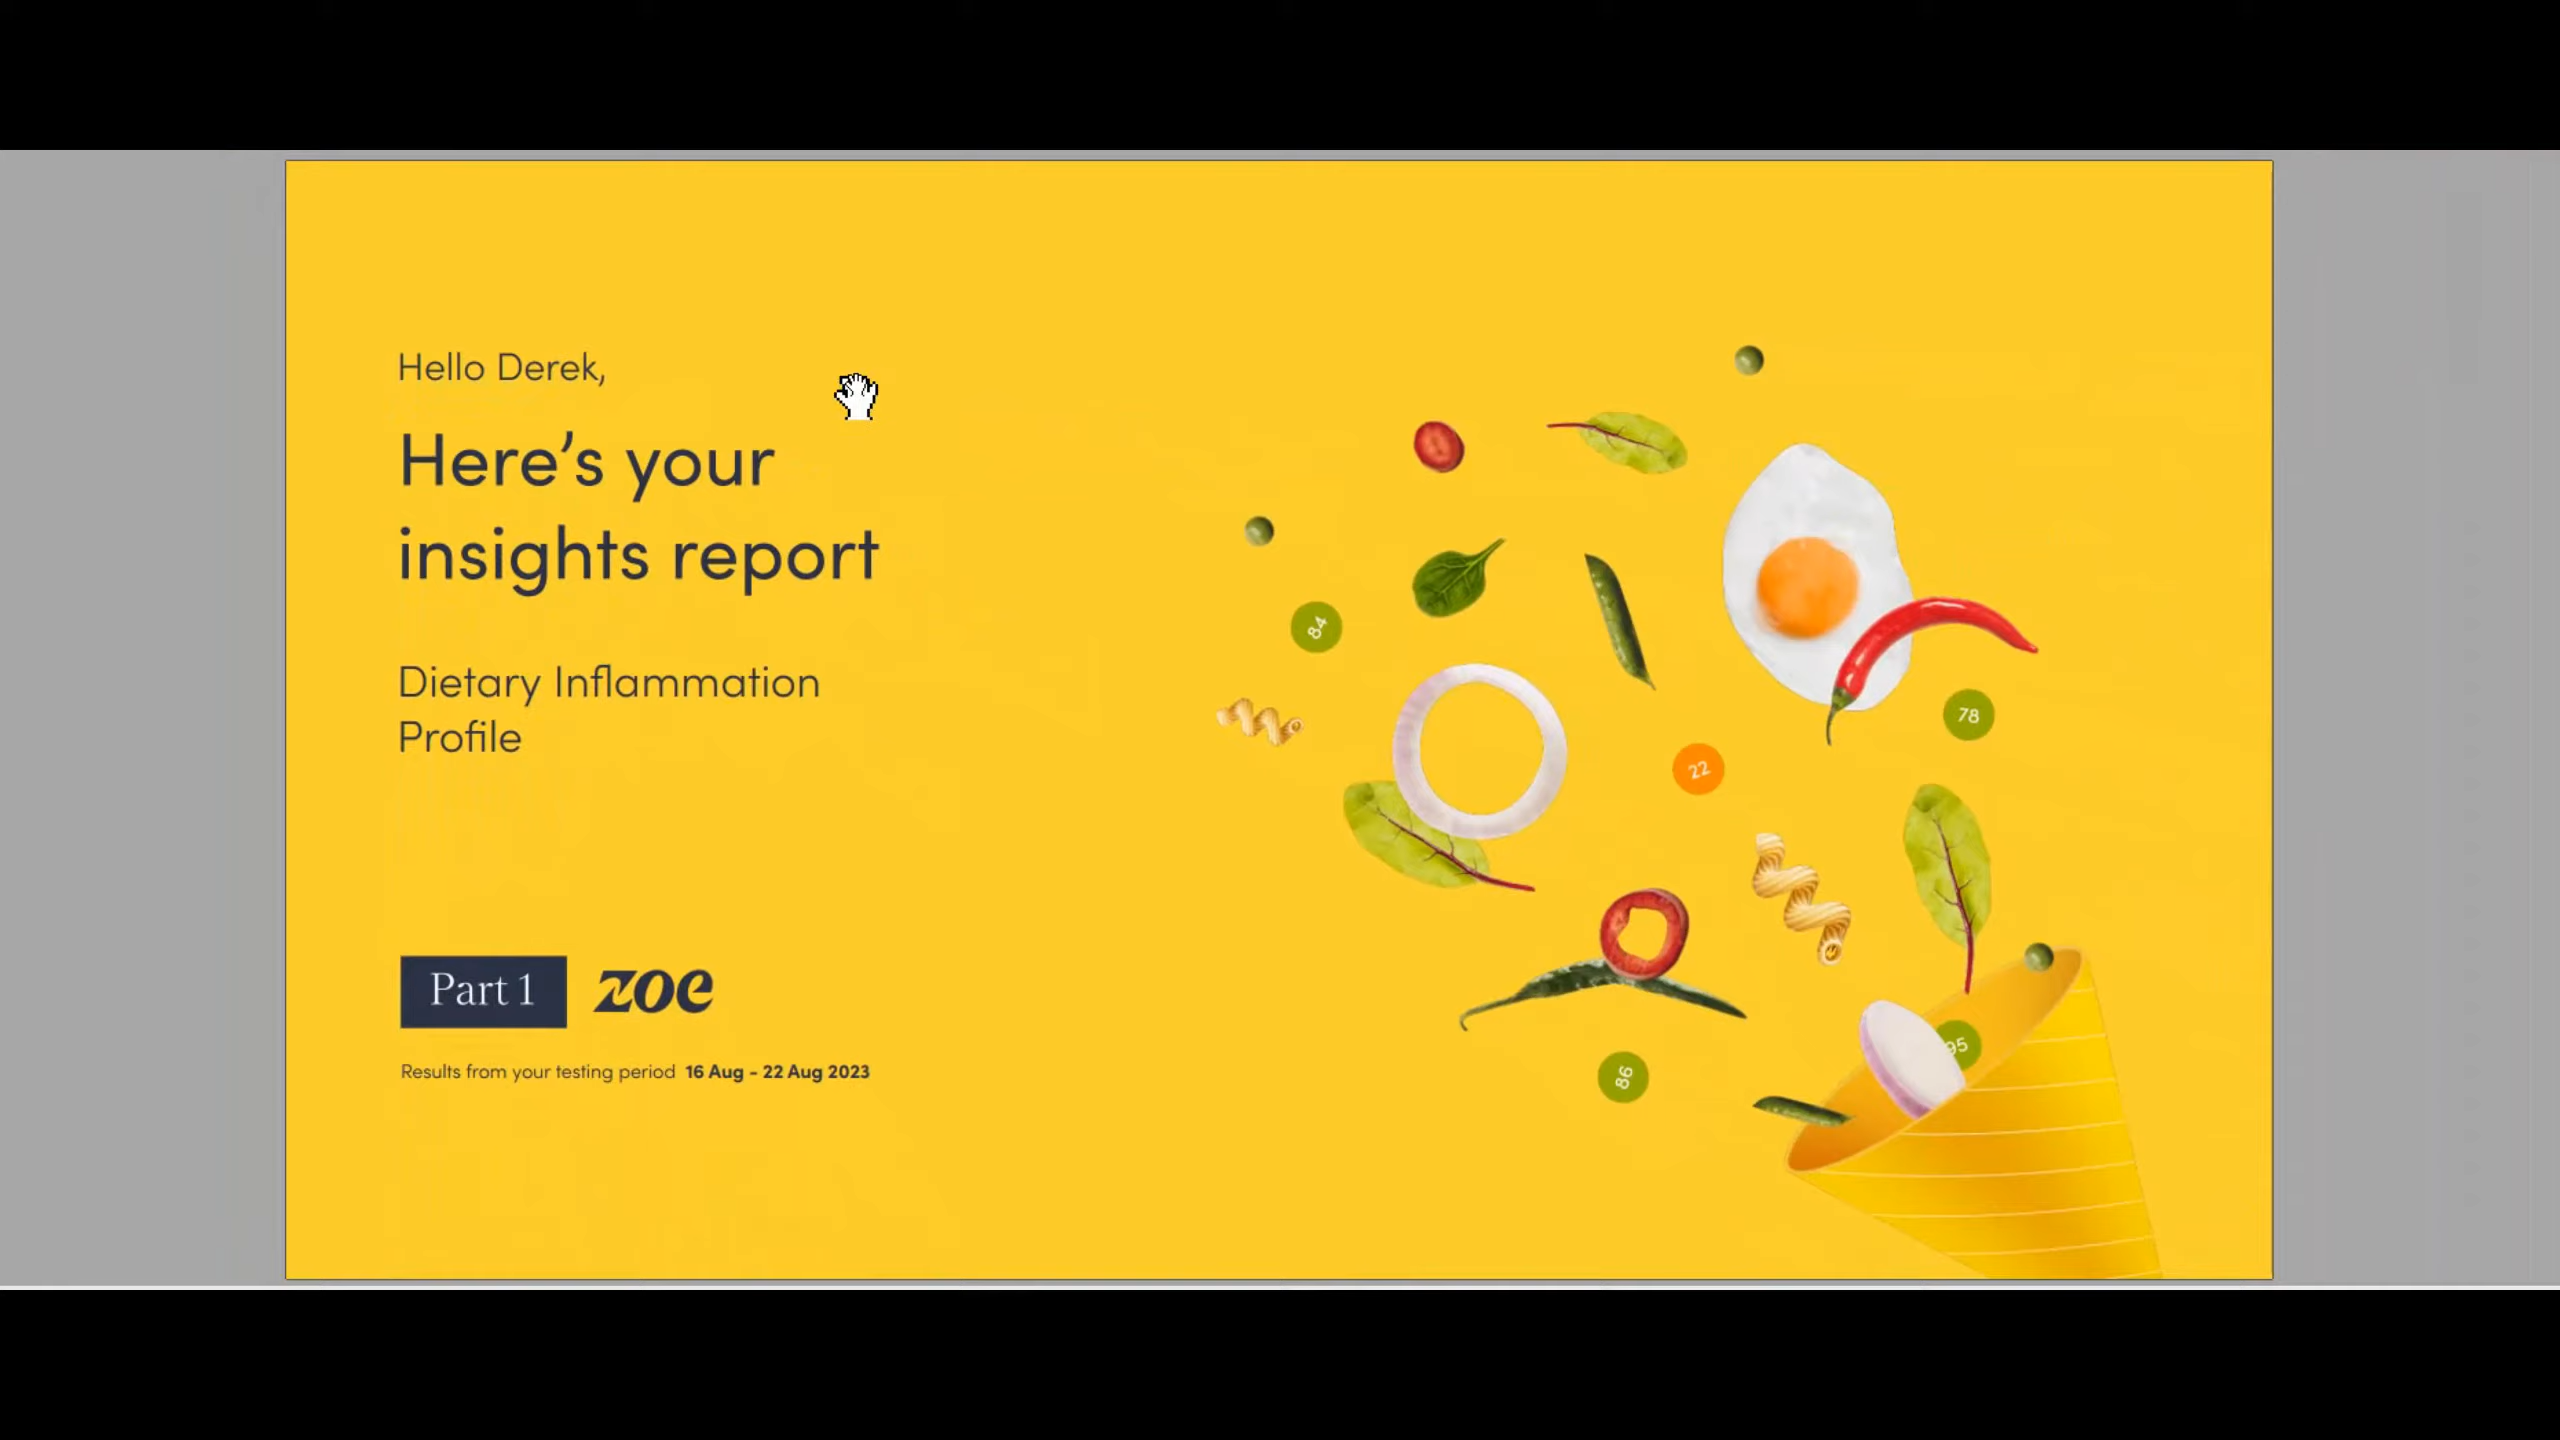 Hello Derek,
Here’s your
insights report
Dietary Inflammation
Profile
Part 1
zoe
Results from your testing period 16 Aug - 22 Aug 2023
84
78
22
95
86